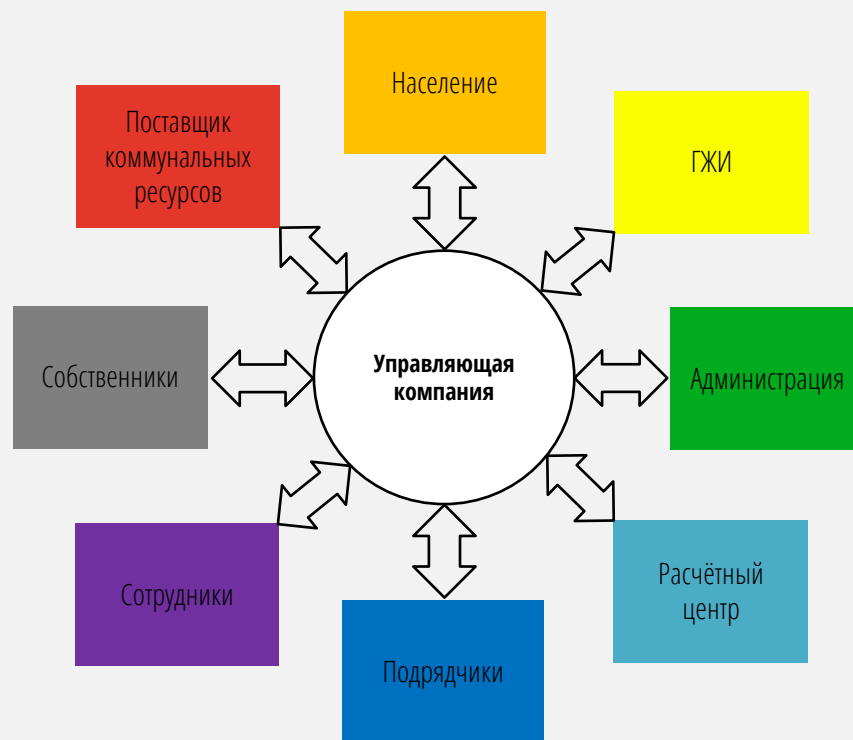 Население
Поставщик
коммунальных
ресурсов
ГЖИ
Управляющая
компания
Собственники
Администрация
Сотрудники
Расчётный
центр
Подрядчики